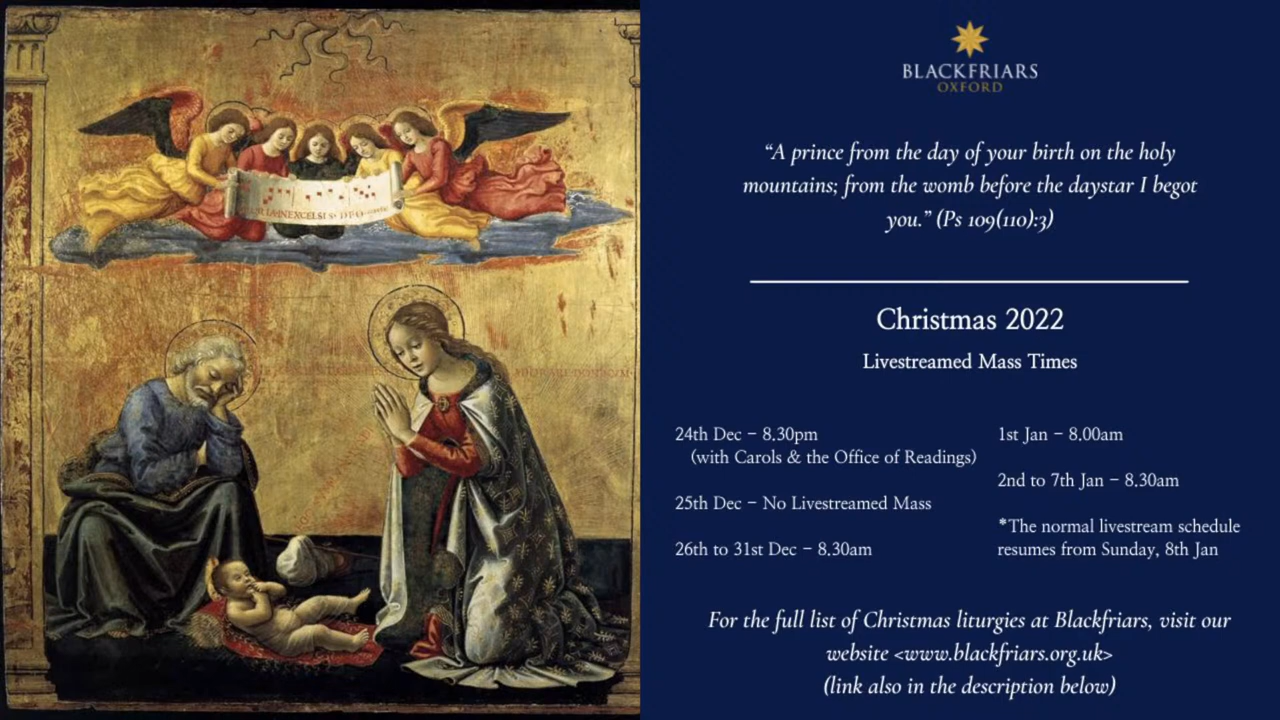 BLACKFRIARS
OXFORD
“A prince from the day of your birth on the holy
mountains; from the womb before the daystar I begot
you.” (Ps 109(110):3)
Christmas 2022
Livestreamed Mass Times
24th Dec – 8.30pm
(with Carols & the Office of Readings)
25th Dec – No Livestreamed Mass
26th to 31st Dec – 8.30am
1st Jan – 8.00am
2nd to 7th Jan – 8.30am
*The normal livestream schedule
resumes from Sunday, 8th Jan
For the full list of Christmas liturgies at Blackfriars, visit our
website <www.blackfriars.org.uk>
(link also in the description below)